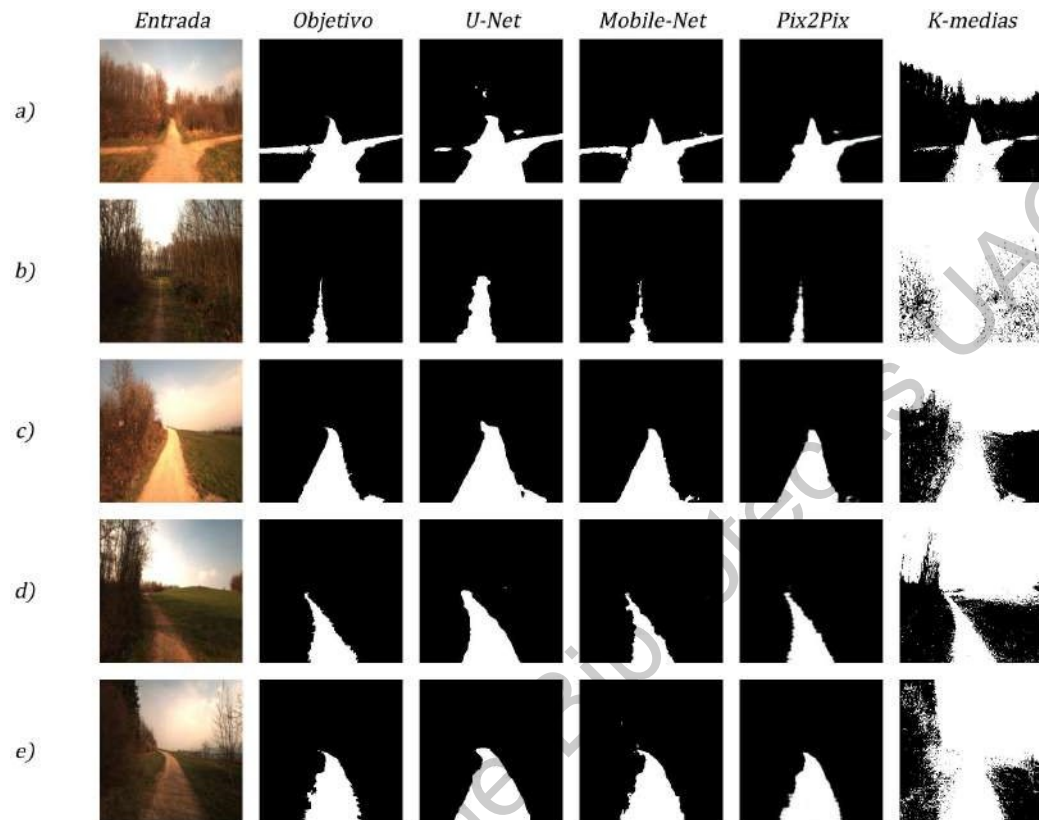 Entrada Objetivo U-Net Mobile-Net Pix2Pix K-medias
a)
b)
c)
d)
e)